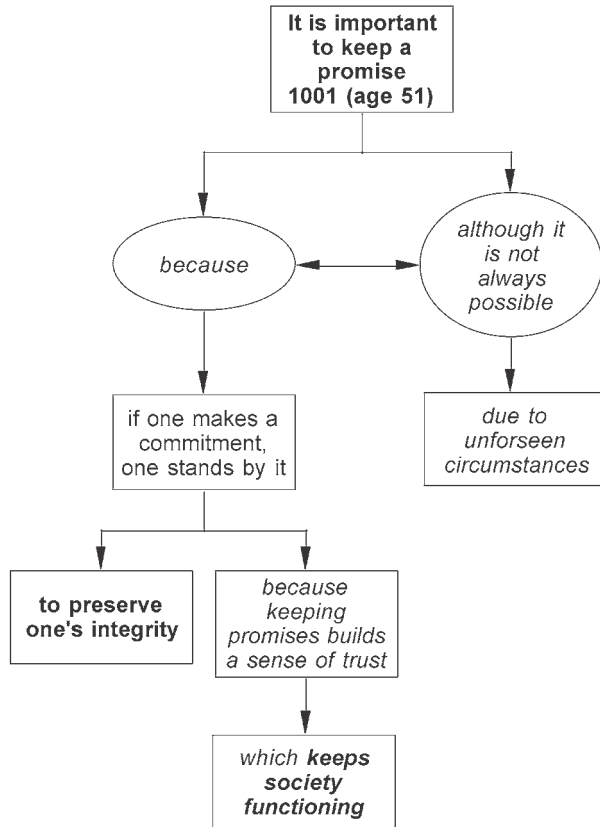 It is important
to keep a
promise
1001 (age 51)
because
although it
is not
always
possible
if one makes a
commitment,
one stands by it
due to
unforseen
circumstances
to preserve
one's integrity
because
keeping
promises builds
a sense of trust
which keeps
society
functioning